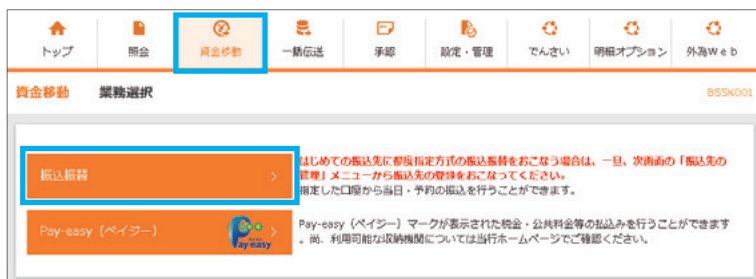 トップ
照会
資金移動
一括伝送
承認
設定・管理
でんさい
明細オプション
外為Web
資金移動 業務選択
BSSK001
振込振替
はじめての振込先に都度指定方式の振込振替をおこなう場合は、一旦、次画面の「振込先の
管理」メニューから振込先の登録をおこなってください。
指定した口座から当日・予約の振込を行うことができます。
Pay-easy（ペイジー）
Pay-easy
Pay-easy（ペイジー）マークが表示された税金・公共料金等の払込みを行うことができます
。尚、利用可能な収納機関については当行ホームページでご確認ください。